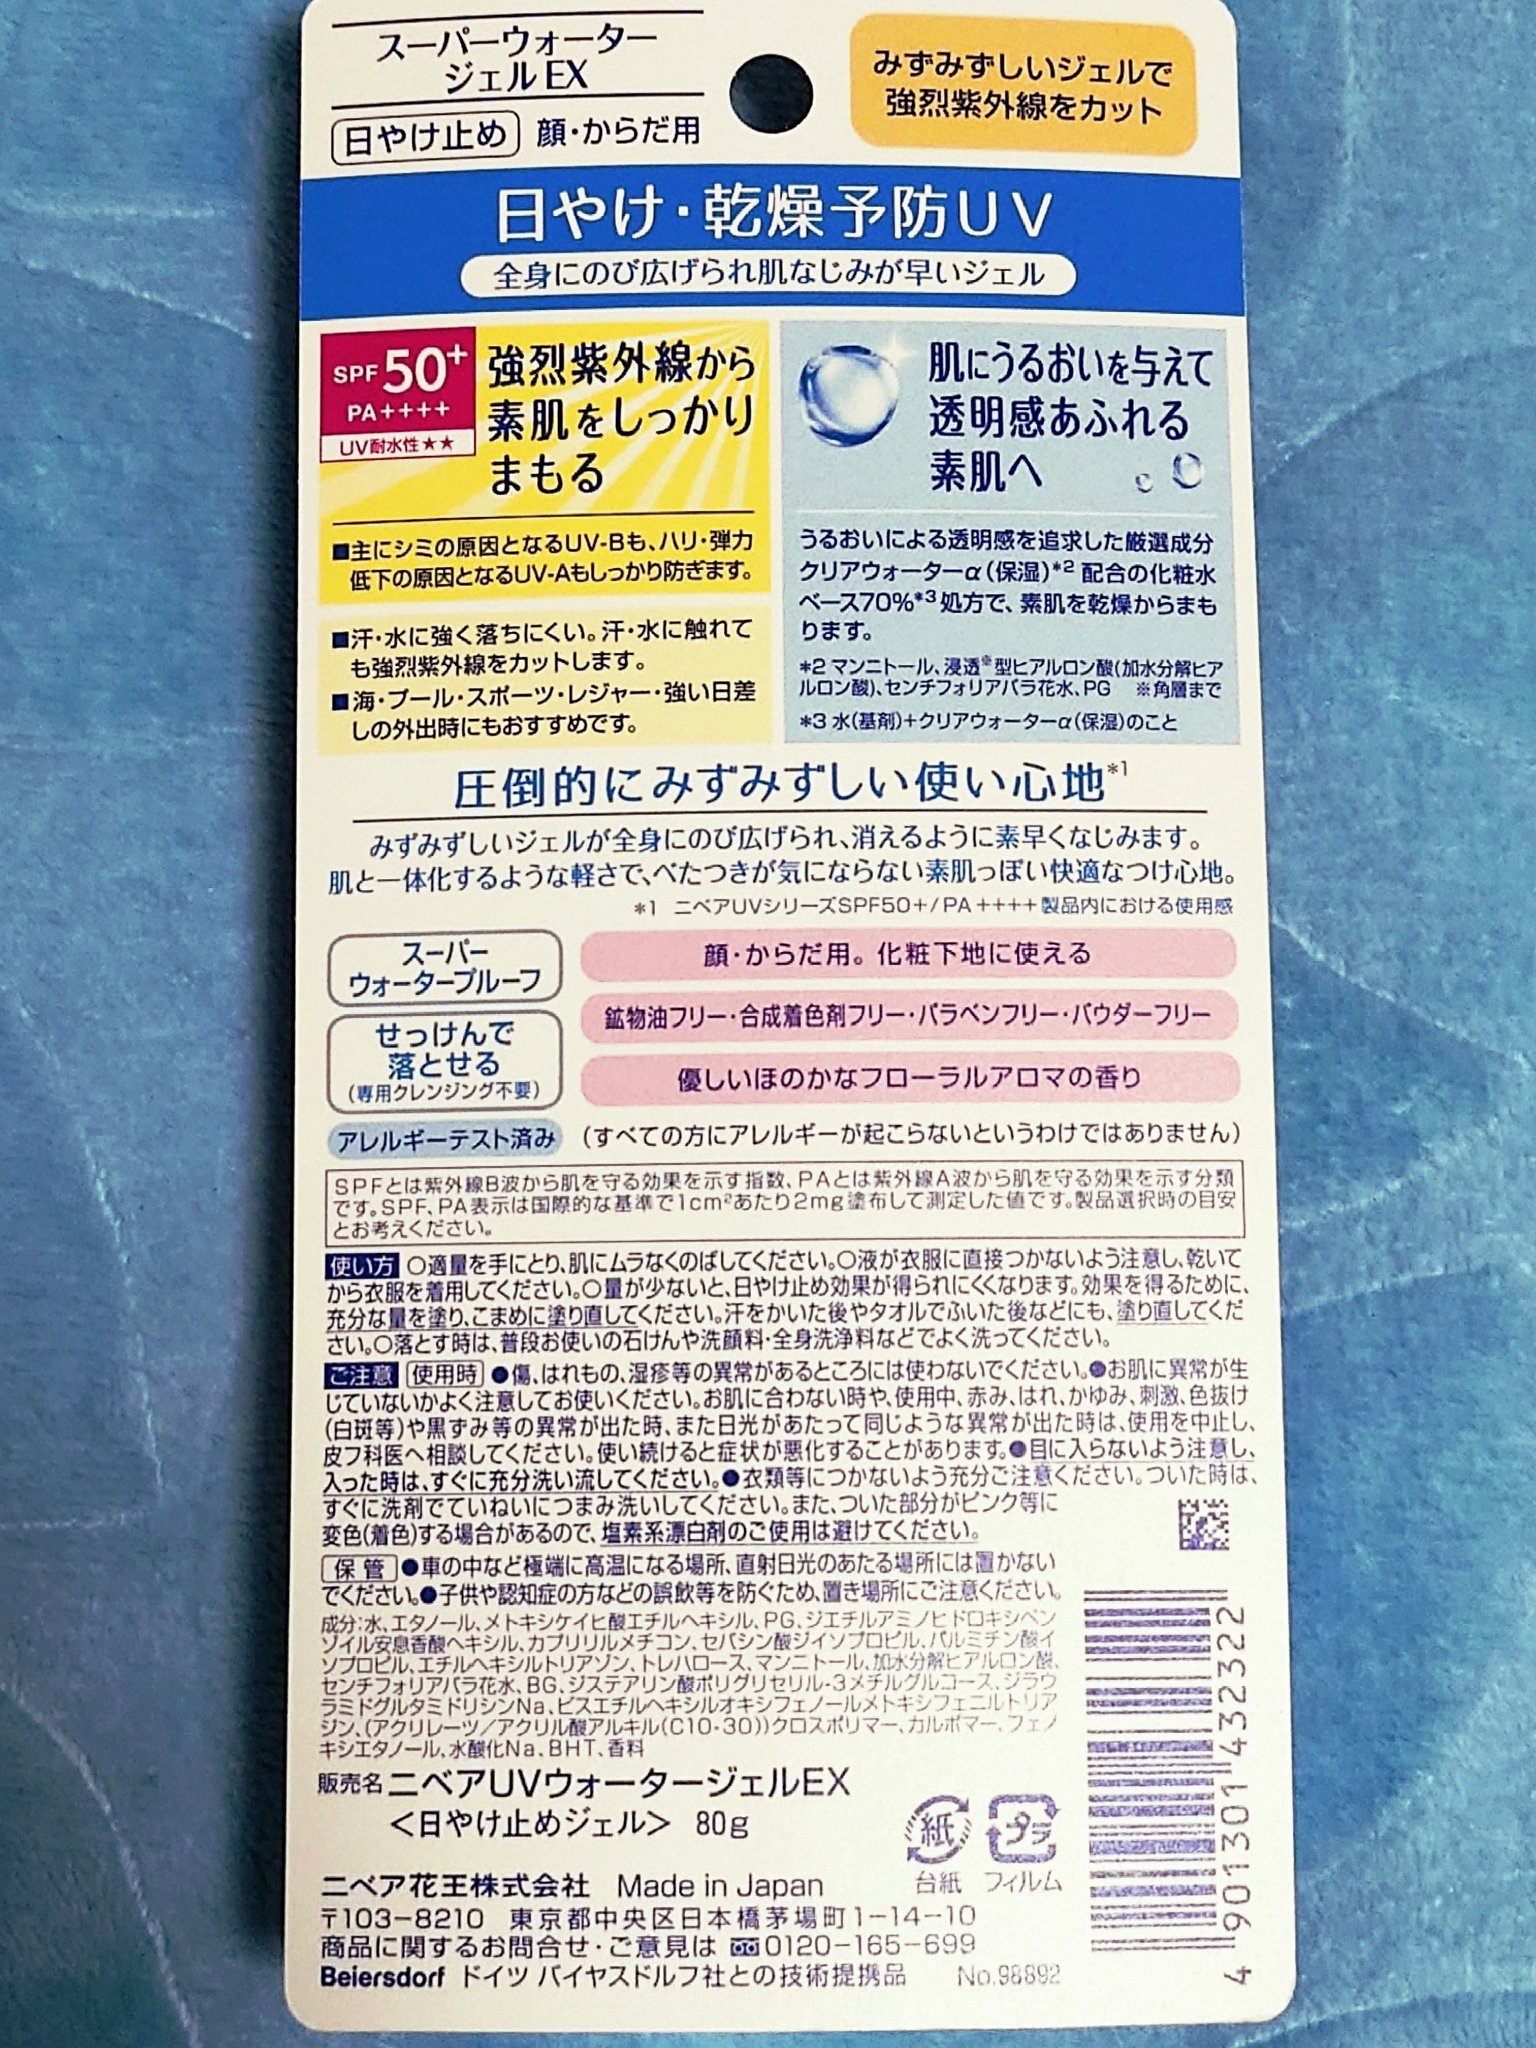 スーパーウォーター
ジェルEX
日やけ止め 顔・からだ用
みずみずしいジェルで
強烈紫外線をカット
日やけ・乾燥予防UV
全身にのび広げられ肌なじみが早いジェル
SPF50+
PA++++
UV耐水性★★
強烈紫外線から
素肌をしっかり
まもる
■主にシミの原因となるUV-Bも、ハリ・弾力
低下の原因となるUV-Aもしっかり防ぎます。
■汗・水に強く落ちにくい。汗・水に触れて
も強烈紫外線をカットします。
■海・プール・スポーツ・レジャー・強い日差
しの外出時にもおすすめです。
肌にうるおいを与えて
透明感あふれる
素肌へ
うるおいによる透明感を追求した厳選成分
クリアウォーターα(保湿)*2 配合の化粧水
ベース70%*3 処方で、素肌を乾燥からまも
ります。
*2 マンニトール、浸透※型ヒアルロン酸(加水分解ヒア
ルロン酸)、センチフォリアバラ花水、PG ※角層まで
*3 水(基剤)+クリアウォーターα(保湿)のこと
圧倒的にみずみずしい使い心地*1
みずみずしいジェルが全身にのび広げられ、消えるように素早くなじみます。
肌と一体化するような軽さで、べたつきが気にならない素肌っぽい快適なつけ心地。
*1 ニベアUVシリーズSPF50+/PA++++製品内における使用感
スーパー
ウォータープルーフ
せっけんで
落とせる
(専用クレンジング不要)
顔・からだ用。化粧下地に使える
鉱物油フリー・合成着色剤フリー・パラベンフリー・パウダーフリー
優しいほのかなフローラルアロマの香り
アレルギーテスト済み (すべての方にアレルギーが起こらないというわけではありません)
SPFとは紫外線B波から肌を守る効果を示す指数、PAとは紫外線A波から肌を守る効果を示す分類
です。SPF、PA表示は国際的な基準で1cm²あたり2mg塗布して測定した値です。製品選択時の目安
とお考えください。
使い方 ○適量を手にとり、肌にムラなくのばしてください。○液が衣服に直接つかないよう注意し、乾いて
から衣服を着用してください。○量が少ないと、日やけ止め効果が得られにくくなります。効果を得るために、
充分な量を塗り、こまめに塗り直してください。汗をかいた後やタオルでふいた後などにも、塗り直してくだ
さい。○落とす時は、普段お使いの石けんや洗顔料・全身洗浄料などでよく洗ってください。
ご注意 使用時 ●傷、はれもの、湿疹等の異常があるところには使わないでください。●お肌に異常が生
じていないかよく注意してお使いください。お肌に合わない時や、使用中、赤み、はれ、かゆみ、刺激、色抜け
(白斑等)や黒ずみ等の異常が出た時、また日光があたって同じような異常が出た時は、使用を中止し、
皮フ科医へ相談してください。使い続けると症状が悪化することがあります。●目に入らないよう注意し、
入った時は、すぐに充分洗い流してください。●衣類等につかないよう充分ご注意ください。ついた時は、
すぐに洗剤でていねいにつまみ洗いしてください。また、ついた部分がピンク等に
変色(着色)する場合があるので、塩素系漂白剤のご使用は避けてください。
保管 ●車の中など極端に高温になる場所、直射日光のあたる場所には置かない
でください。●子供や認知症の方などの誤飲等を防ぐため、置き場所にご注意ください。
成分:水、エタノール、メトキシケイヒ酸エチルヘキシル、PG、ジエチルアミノヒドロキシベン
ゾイル安息香酸ヘキシル、カプリリルメチコン、セバシン酸ジイソプロピル、パルミチン酸イ
ソプロピル、エチルヘキシルトリアゾン、トレハロース、マンニトール、加水分解ヒアルロン酸、
センチフォリアバラ花水、BG、ジステアリン酸ポリグリセリル-3メチルグルコース、ジラウ
ラミドグルタミドリシンNa、ビスエチルヘキシルオキシフェノールメトキシフェニルトリア
ジン、(アクリレーツ/アクリル酸アルキル(C10-30))クロスポリマー、カルボマー、フェノ
キシエタノール、水酸化Na、BHT、香料
販売名 ニベアUVウォータージェルEX
<日やけ止めジェル> 80g
紙 プラ
台紙 フィルム
ニベア花王株式会社 Made in Japan
〒103-8210 東京都中央区日本橋茅場町1-14-10
商品に関するお問合せ・ご意見は 0120-165-699
Beiersdorf ドイツ バイヤスドルフ社との技術提携品 No.98892
4 901301 432322